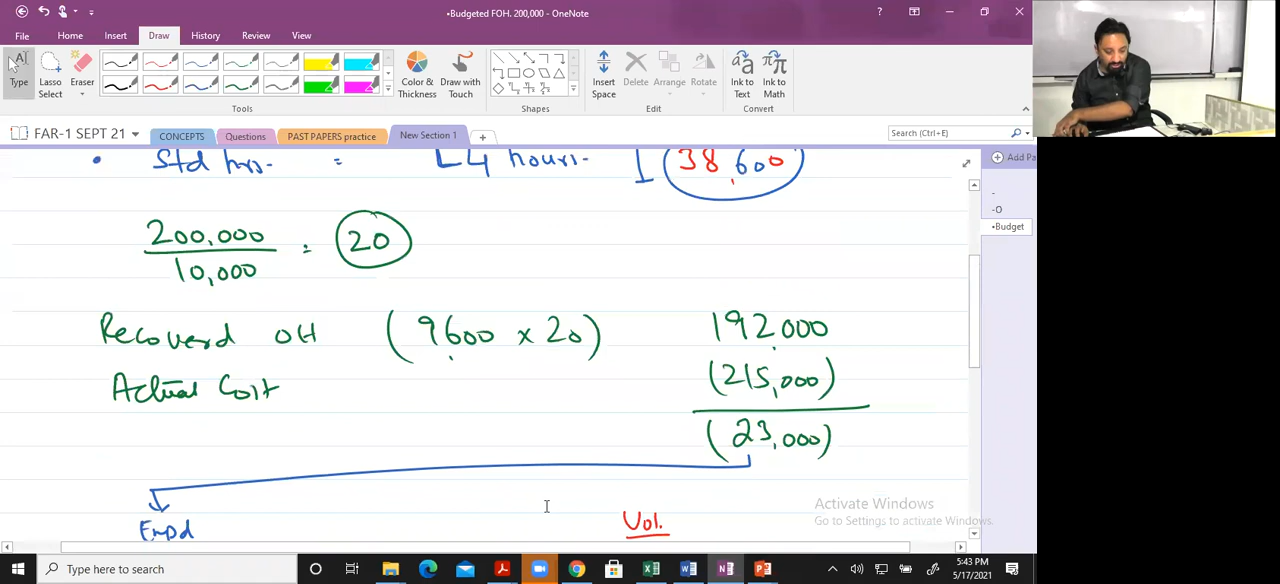 •Budgeted FOH. 200,000 - OneNote
?
File Home Insert Draw History Review View
Type
Lasso Select
Eraser
Color & Thickness
Draw with Touch
Insert Space
Delete
Arrange
Rotate
Ink to Text
Ink to Math
Tools
Shapes
Edit
Convert
FAR-1 SEPT 21
CONCEPTS
Questions
PAST PAPERS practice
New Section 1
Search (Ctrl+E)
Add Pa
-
-O
•Budget
• Std hrs. = 4 hours. (38,600)
200,000
10,000
= 20
Recoverd OH (9600 x 20) 192,000
Actual Cost (215,000)
(23,000)
Expd
Vol.
Activate Windows
Go to Settings to activate Windows.
Type here to search
5:43 PM
5/17/2021